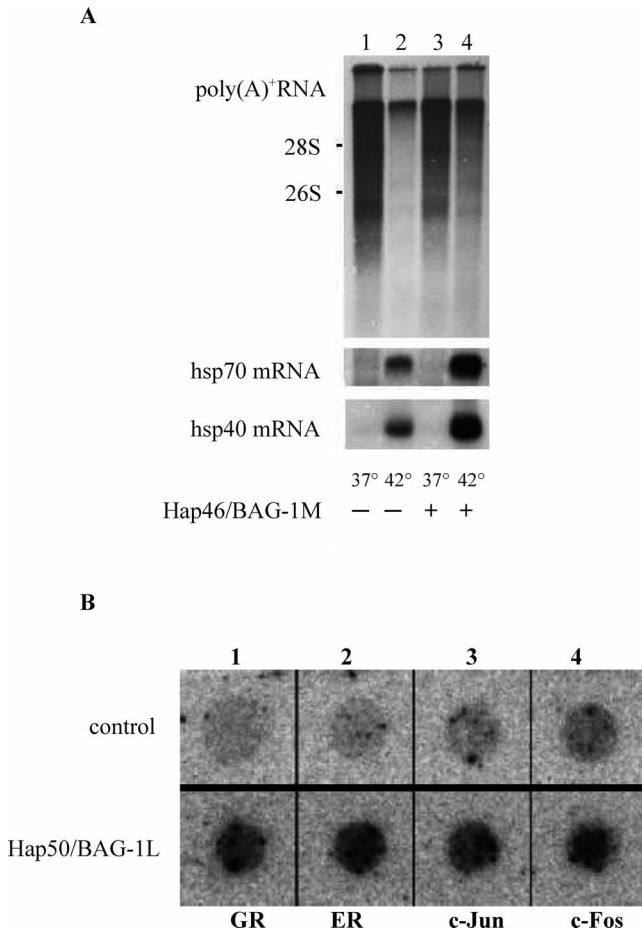 A
1 2 3 4
poly(A)+RNA
28S
26S
hsp70 mRNA
hsp40 mRNA
37° 42° 37° 42°
Hap46/BAG-1M – – + +
B
1 2 3 4
control
Hap50/BAG-1L
GR ER c-Jun c-Fos